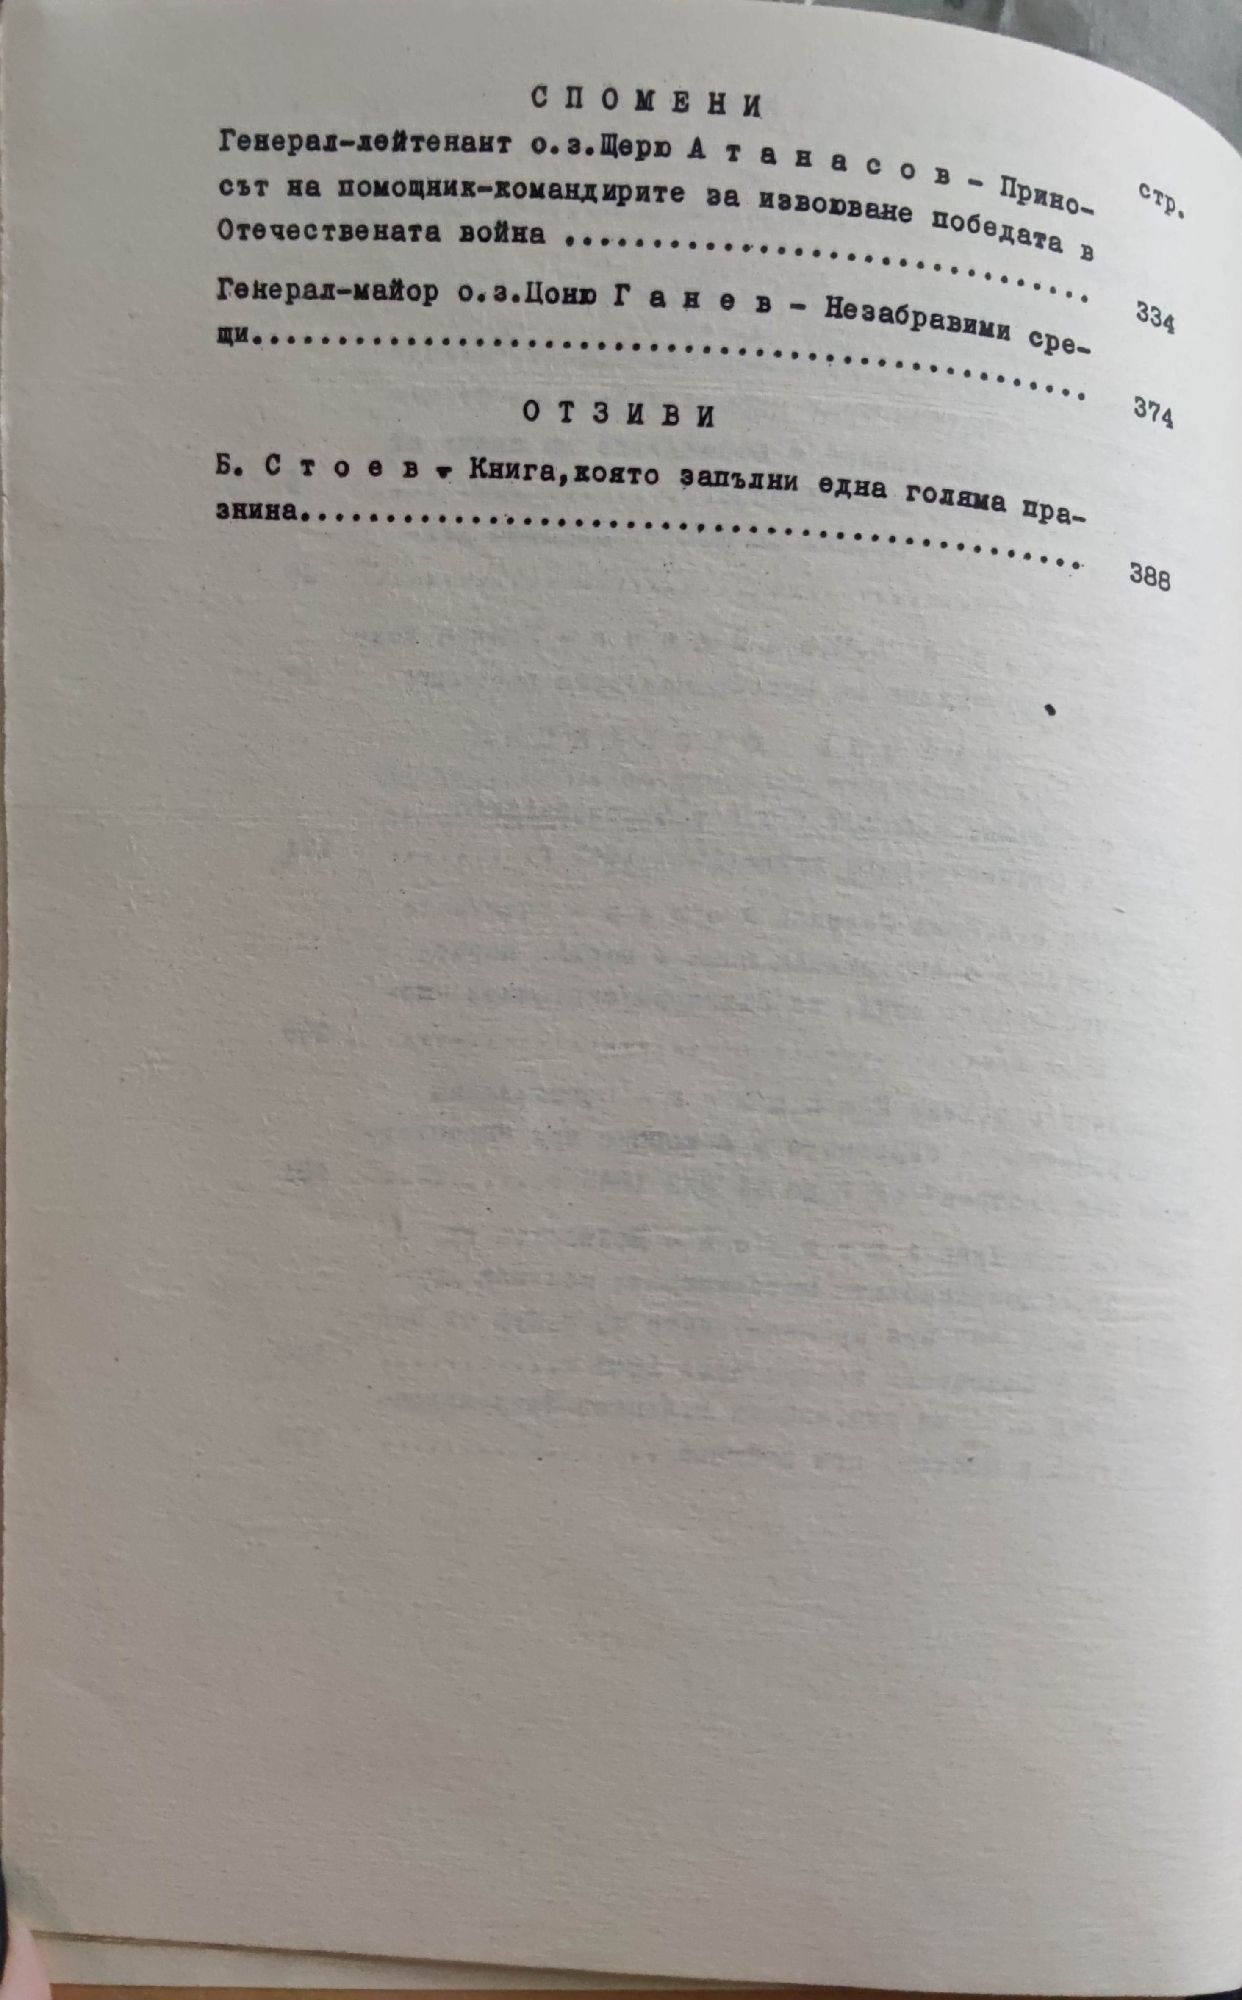 С П О М Е Н И
стр.
Генерал-лейтенант о.з.Щерю А т а н а с о в - Прино-
сът на помощник-командирите за извоюване победата в
Отечествената война ....................................... 334
Генерал-майор о.з.Цоню Г а н е в - Незабравими сре-
щи................................................. 374
О Т З И В И
Б. С т о е в - Книга,която запълни една голяма пра-
знина.............................................. 388